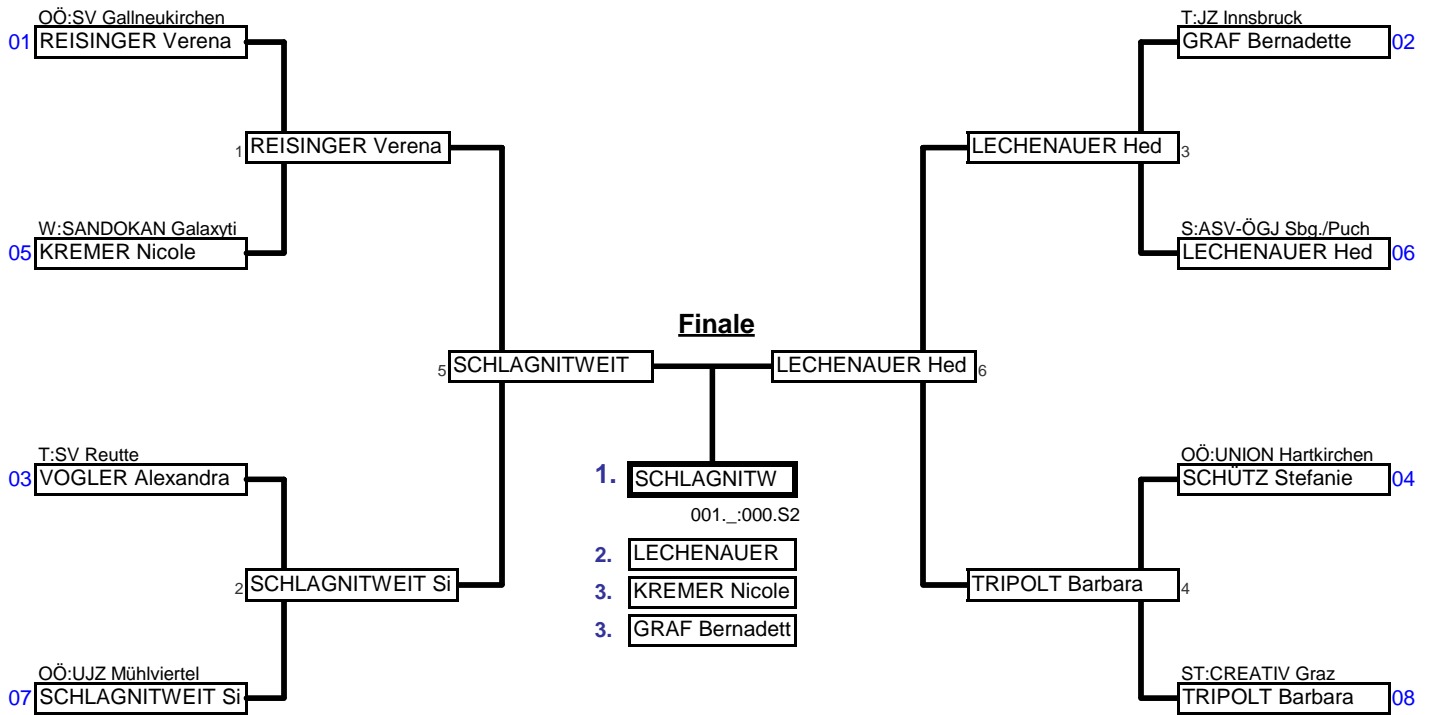 OÖ:SV Gallneukirchen
01 REISINGER Verena
1 REISINGER Verena
W:SANDOKAN Galaxyti
05 KREMER Nicole
5 SCHLAGNITWEIT
T:SV Reutte
03 VOGLER Alexandra
2 SCHLAGNITWEIT Si
OÖ:UJZ Mühlviertel
07 SCHLAGNITWEIT Si
Finale
1. SCHLAGNITW
001._:000.S2
2. LECHENAUER
3. KREMER Nicole
3. GRAF Bernadett
T:JZ Innsbruck
GRAF Bernadette 02
LECHENAUER Hed 3
S:ASV-ÖGJ Sbg./Puch
LECHENAUER Hed 06
LECHENAUER Hed 6
OÖ:UNION Hartkirchen
SCHÜTZ Stefanie 04
TRIPOLT Barbara 4
ST:CREATIV Graz
TRIPOLT Barbara 08